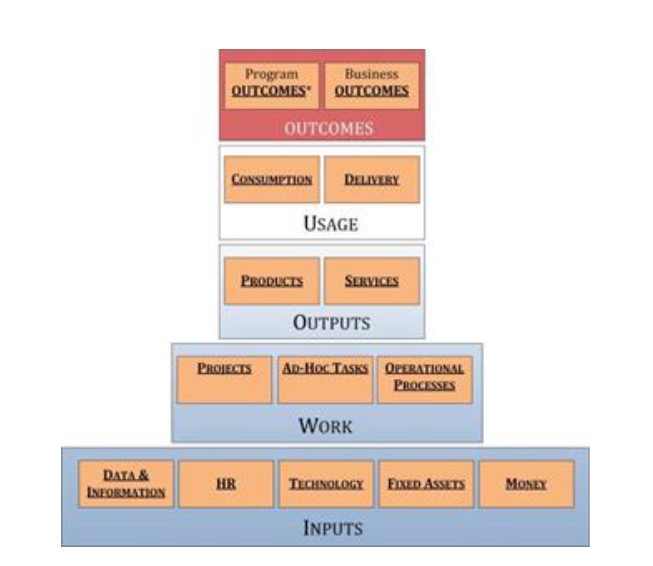 Program Business
OUTCOMES* OUTCOMES
OUTCOMES
CONSUMPTION DELIVERY
USAGE
PRODUCTS SERVICES
OUTPUTS
PROJECTS AD-HOC TASKS OPERATIONAL
PROCESSES
WORK
DATA &
INFORMATION HR TECHNOLOGY FIXED ASSETS MONEY
INPUTS